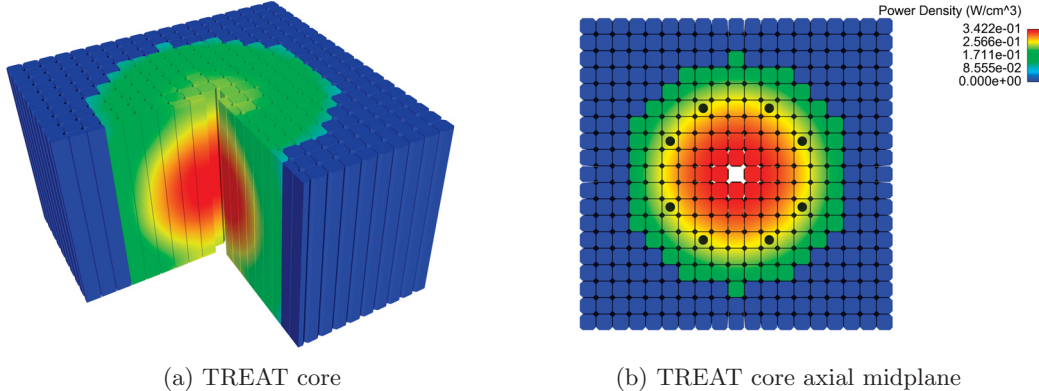 Power Density (W/cm^3)
3.422e-01
2.566e-01
1.711e-01
8.555e-02
0.000e+00
(a) TREAT core
(b) TREAT core axial midplane